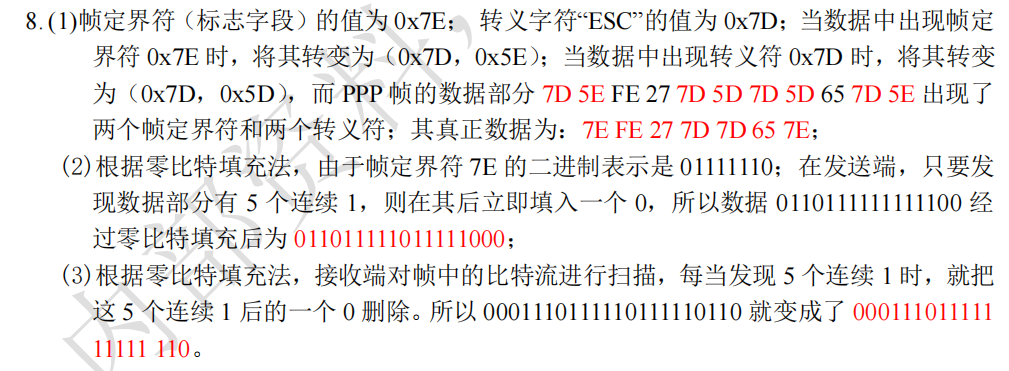 8.(1)帧定界符（标志字段）的值为 0x7E； 转义字符“ESC”的值为 0x7D；当数据中出现帧定
界符 0x7E 时，将其转变为（0x7D，0x5E）；当数据中出现转义符 0x7D 时，将其转变
为（0x7D，0x5D），而 PPP 帧的数据部分 7D 5E FE 27 7D 5D 7D 5D 65 7D 5E 出现了
两个帧定界符和两个转义符；其真正数据为：7E FE 27 7D 7D 65 7E；
(2)根据零比特填充法，由于帧定界符 7E 的二进制表示是 01111110；在发送端，只要发
现数据部分有 5 个连续 1，则在其后立即填入一个 0，所以数据 0110111111111100 经
过零比特填充后为 011011111011111000；
(3)根据零比特填充法，接收端对帧中的比特流进行扫描，每当发现 5 个连续 1 时，就把
这 5 个连续 1 后的一个 0 删除。所以 0001110111110111110110 就变成了 000111011111
11111 110。
内部资料，